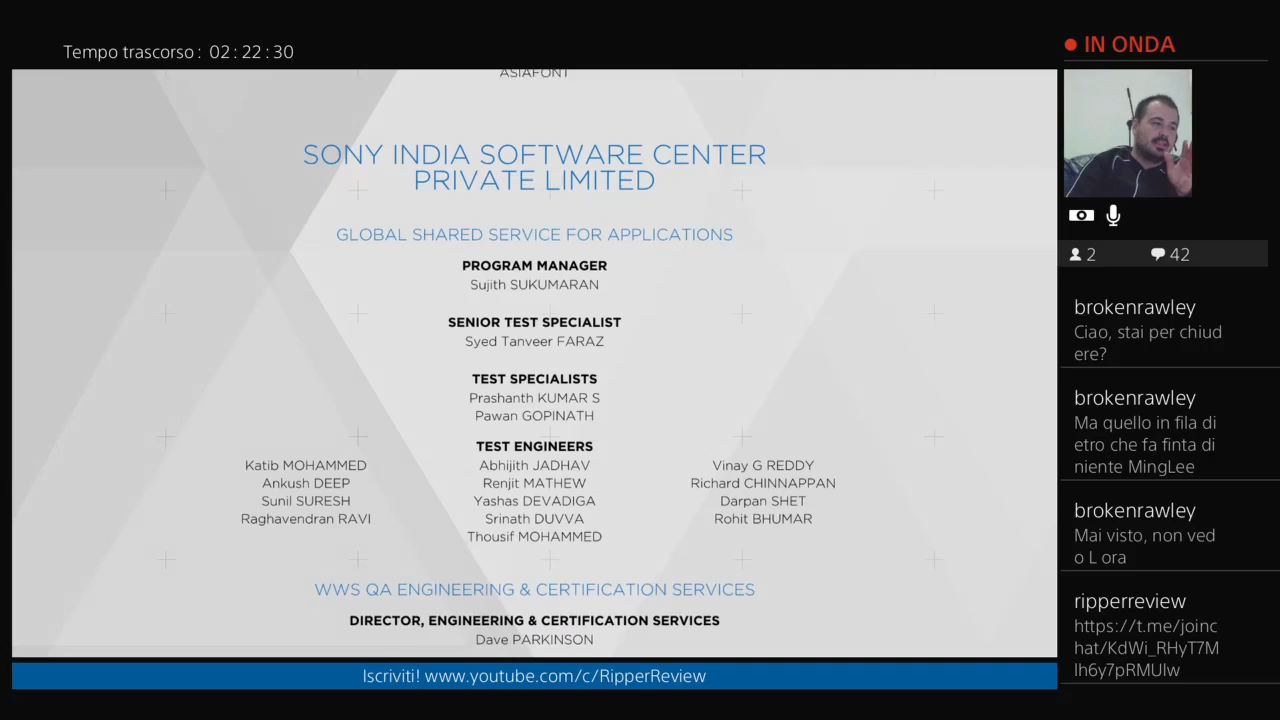 Tempo trascorso : 02 : 22 : 30
IN ONDA
ASIAFONT
SONY INDIA SOFTWARE CENTER
PRIVATE LIMITED
GLOBAL SHARED SERVICE FOR APPLICATIONS
PROGRAM MANAGER
Sujith SUKUMARAN
SENIOR TEST SPECIALIST
Syed Tanveer FARAZ
TEST SPECIALISTS
Prashanth KUMAR S
Pawan GOPINATH
TEST ENGINEERS
Katib MOHAMMED Abhijith JADHAV Vinay G REDDY
Ankush DEEP Renjit MATHEW Richard CHINNAPPAN
Sunil SURESH Yashas DEVADIGA Darpan SHET
Raghavendran RAVI Srinath DUVVA Rohit BHUMAR
Thousif MOHAMMED
WWS QA ENGINEERING & CERTIFICATION SERVICES
DIRECTOR, ENGINEERING & CERTIFICATION SERVICES
Dave PARKINSON
Iscriviti! www.youtube.com/c/RipperReview
2 42
brokenrawley
Ciao, stai per chiud
ere?
brokenrawley
Ma quello in fila di
etro che fa finta di
niente MingLee
brokenrawley
Mai visto, non ved
o L ora
ripperreview
https://t.me/joinc
hat/KdWi_RHyT7M
lh6y7pRMUlw